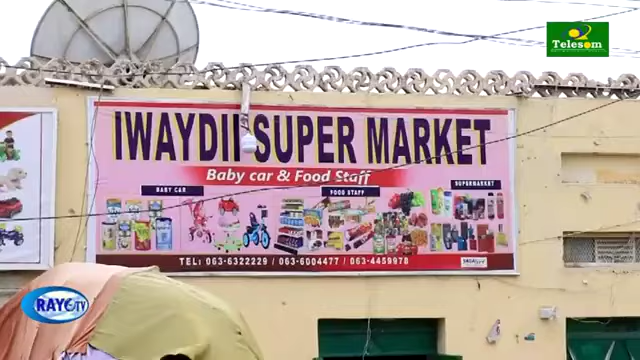 Telesom
IWAYDII SUPER MARKET
Baby car & Food Staff
BABY CAR
FOOD STAFF
SUPERMARKET
TEL: 063-6322229 / 063-6004477 / 063-4459978
RAYO TV